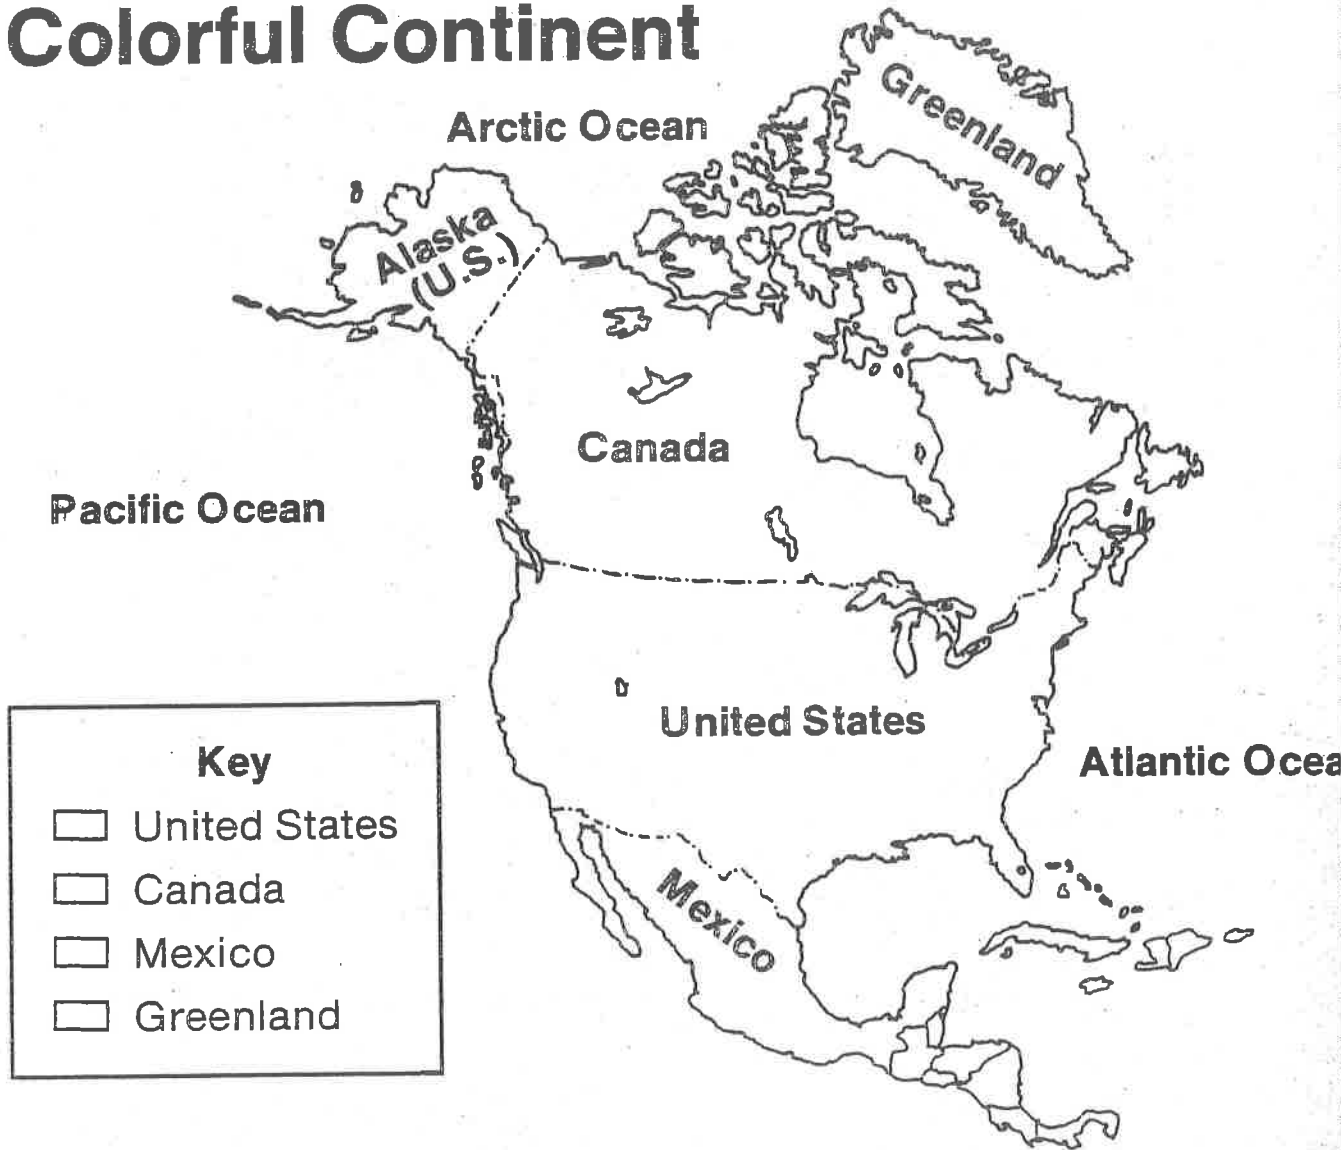 Colorful Continent
Arctic Ocean
Greenland
Alaska
(U.S.)
Canada
Pacific Ocean
United States
Atlantic Ocea
Mexico
Key
United States
Canada
Mexico
Greenland